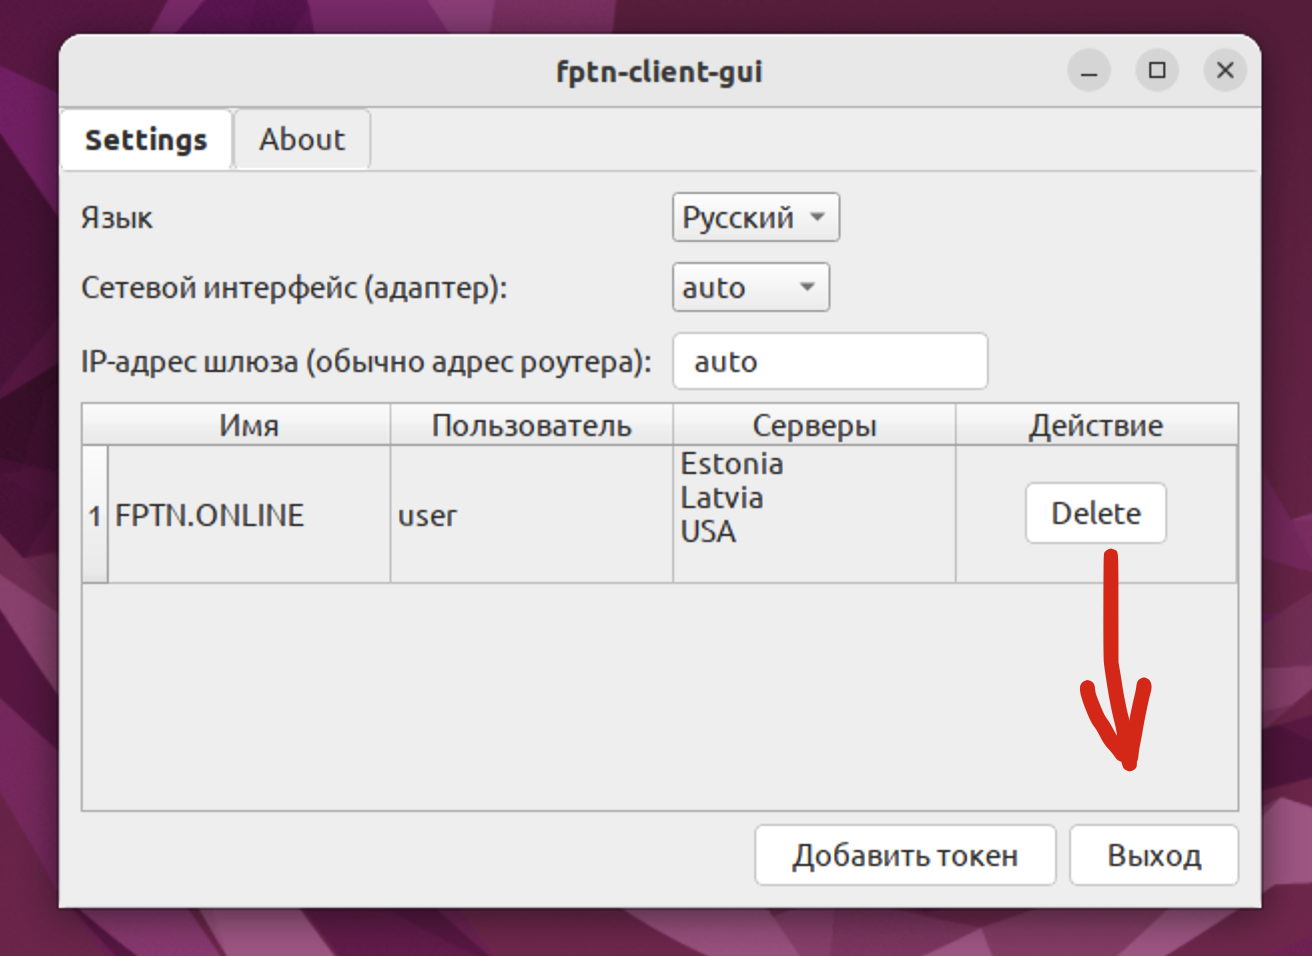 fptn-client-gui
Settings About
Язык Русский
Сетевой интерфейс (адаптер): auto
IP-адрес шлюза (обычно адрес роутера): auto
Имя Пользователь Серверы Действие
1 FPTN.ONLINE user Estonia
Latvia
USA
Delete
Добавить токен Выход